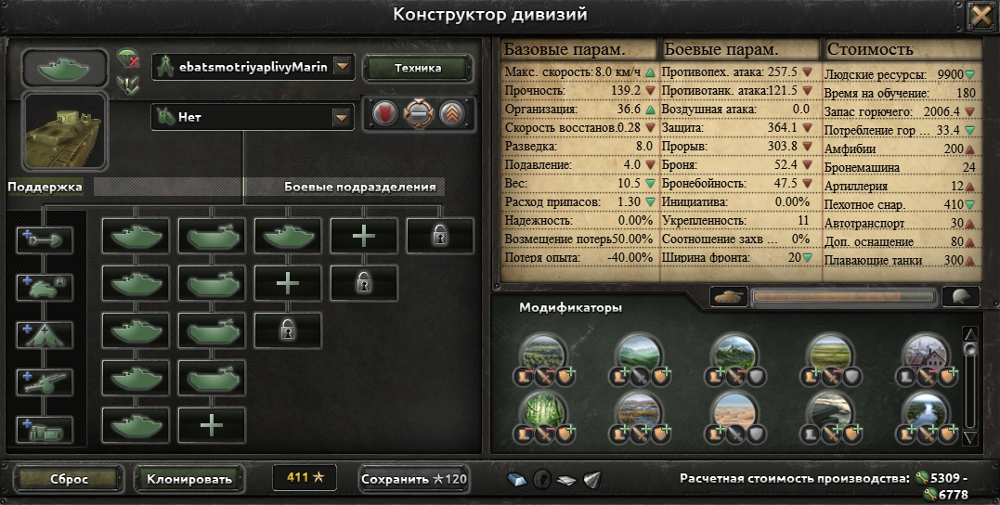 Конструктор дивизий
ebatsmotriyaplivyMarin
Техника
Нет
Поддержка
Боевые подразделения
Базовые парам.
Макс. скорость: 8.0 км/ч
Прочность: 139.2
Организация: 36.6
Скорость восстанов.0.28
Разведка: 8.0
Подавление: 4.0
Вес: 10.5
Расход припасов: 1.30
Надежность: 0.00%
Возмещение потерь50.00%
Потеря опыта: -40.00%
Боевые парам.
Противопех. атака: 257.5
Противотанк. атака:121.5
Воздушная атака: 0.0
Защита: 364.1
Прорыв: 303.8
Броня: 52.4
Бронебойность: 47.5
Инициатива: 0.00%
Укрепленность: 11
Соотношение захв ... 0%
Ширина фронта: 20
Стоимость
Людские ресурсы: 9900
Время на обучение: 180
Запас горючего: 2006.4
Потребление гор ... 33.4
Амфибии 200
Бронемашина 24
Артиллерия 12
Пехотное снар. 410
Автотранспорт 30
Доп. оснащение 80
Плавающие танки 300
Модификаторы
Сброс
Клонировать
411
Сохранить ★120
Расчетная стоимость производства: 5309 -
6778